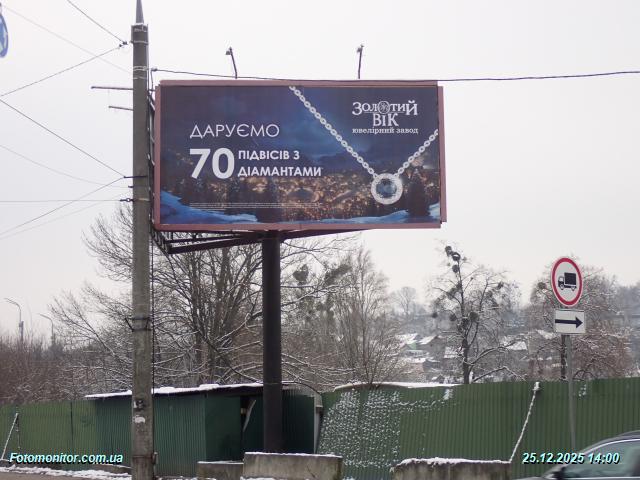 ДАРУЄМО
70 ПІДВІСІВ З
ДІАМАНТАМИ
ЗОЛОТИЙ
ВІК
ювелірний завод
Fotomonitor.com.ua
25.12.2025 14:00